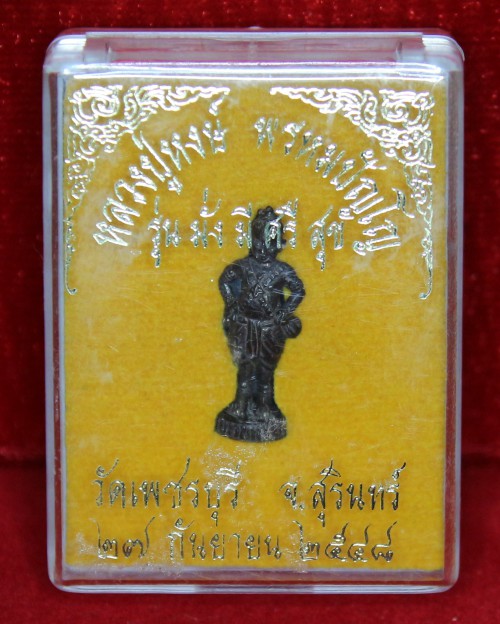 หลวงปู่หงษ์ พรหมปัญโญ
รุ่น มั่ง มี ศรี สุข
วัดเพชรบุรี จ.สุรินทร์
๒๗ กันยายน ๒๕๔๘